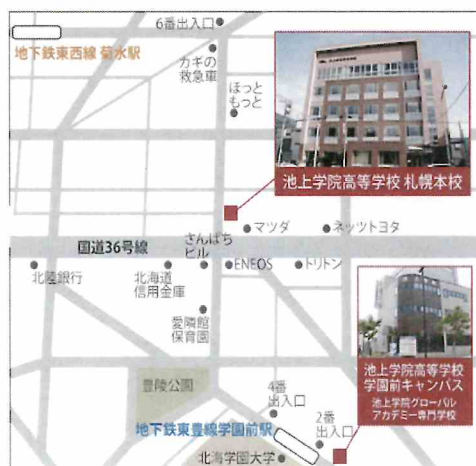 6番出入口
地下鉄東西線 菊水駅
カギの
救急車
ほっと
もっと
池上学院高等学校 札幌本校
マツダ
ネッツトヨタ
国道36号線
さんぱち
ビル
北陸銀行
北海道
信用金庫
ENEOS
トリトン
愛隣館
保育園
池上学院高等学校
学園前キャンパス
池上学院グローバル
アカデミー専門学校
豊陵公園
4番
出入口
2番
出入口
地下鉄東豊線学園前駅
北海学園大学